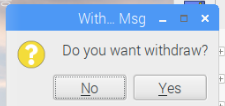 With... Msg
Do you want withdraw?
No
Yes